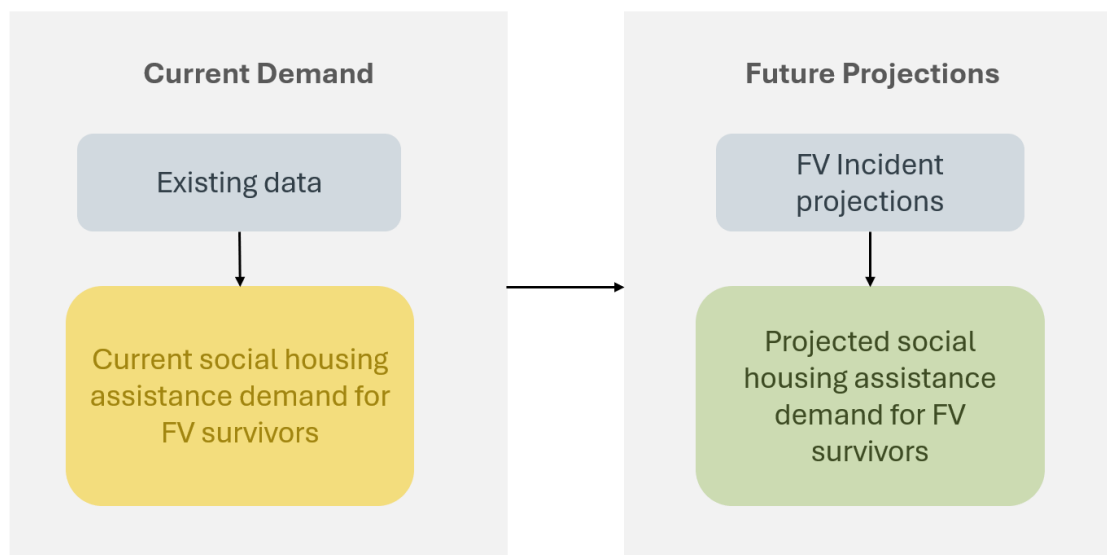 Current Demand
Existing data
Current social housing
assistance demand for
FV survivors
Future Projections
FV Incident
projections
Projected social
housing assistance
demand for FV
survivors